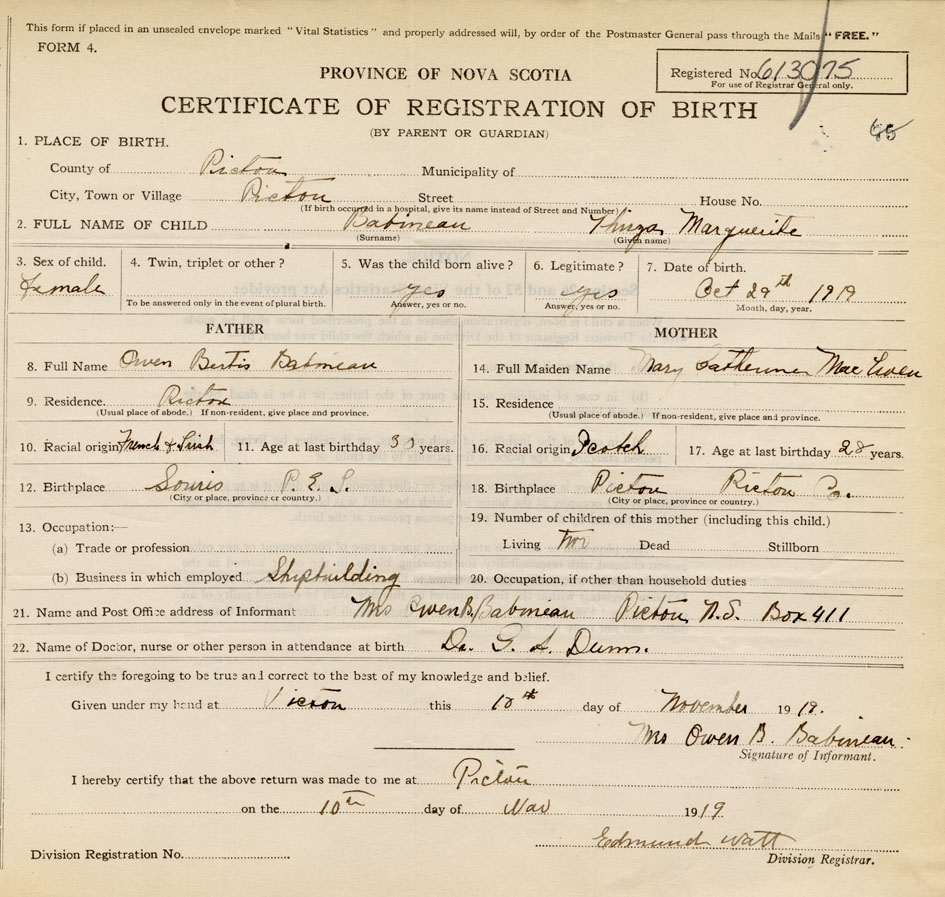 This form if placed in an unsealed envelope marked "Vital Statistics" and properly addressed will, by order of the Postmaster General pass through the Mails "FREE."
FORM 4.
PROVINCE OF NOVA SCOTIA
Registered No. 613075
For use of Registrar General only.
CERTIFICATE OF REGISTRATION OF BIRTH
(BY PARENT OR GUARDIAN)
1. PLACE OF BIRTH.
County of Pictou Municipality of
City, Town or Village Pictou Street House No.
(If birth occurred in a hospital, give its name instead of Street and Number)
2. FULL NAME OF CHILD Babineau Marguerite
(Surname) (Given name)
3. Sex of child. 4. Twin, triplet or other? 5. Was the child born alive? 6. Legitimate? 7. Date of birth.
Female yes yes Oct 29th 1919
To be answered only in the event of plural birth. Answer, yes or no. Answer, yes or no. Month, day, year.
FATHER MOTHER
8. Full Name Owen Bertis Babineau 14. Full Maiden Name Mary Catherine
9. Residence. Pictou 15. Residence
(Usual place of abode.) If non-resident, give place and province. (Usual place of abode.) If non-resident, give place and province.
10. Racial origin French & Irish 11. Age at last birthday 30 years. 16. Racial origin Scotch 17. Age at last birthday 28 years.
12. Birthplace Souris P.E.I. 18. Birthplace Pictou Pictou Co.
(City or place, province or country.) (City or place, province or country.)
13. Occupation:— 19. Number of children of this mother (including this child.)
(a) Trade or profession Living two Dead Stillborn
(b) Business in which employed Shipbuilding 20. Occupation, if other than household duties
21. Name and Post Office address of Informant Mrs Owen B. Babineau Pictou N.S. Box 411
22. Name of Doctor, nurse or other person in attendance at birth Dr. G. A. Dunn.
I certify the foregoing to be true and correct to the best of my knowledge and belief.
Given under my hand at Pictou this 10th day of November 1919.
Mrs Owen B. Babineau.
Signature of Informant.
I hereby certify that the above return was made to me at Pictou
on the 10th day of Nov 1919
Edmund Watt
Division Registration No. Division Registrar.